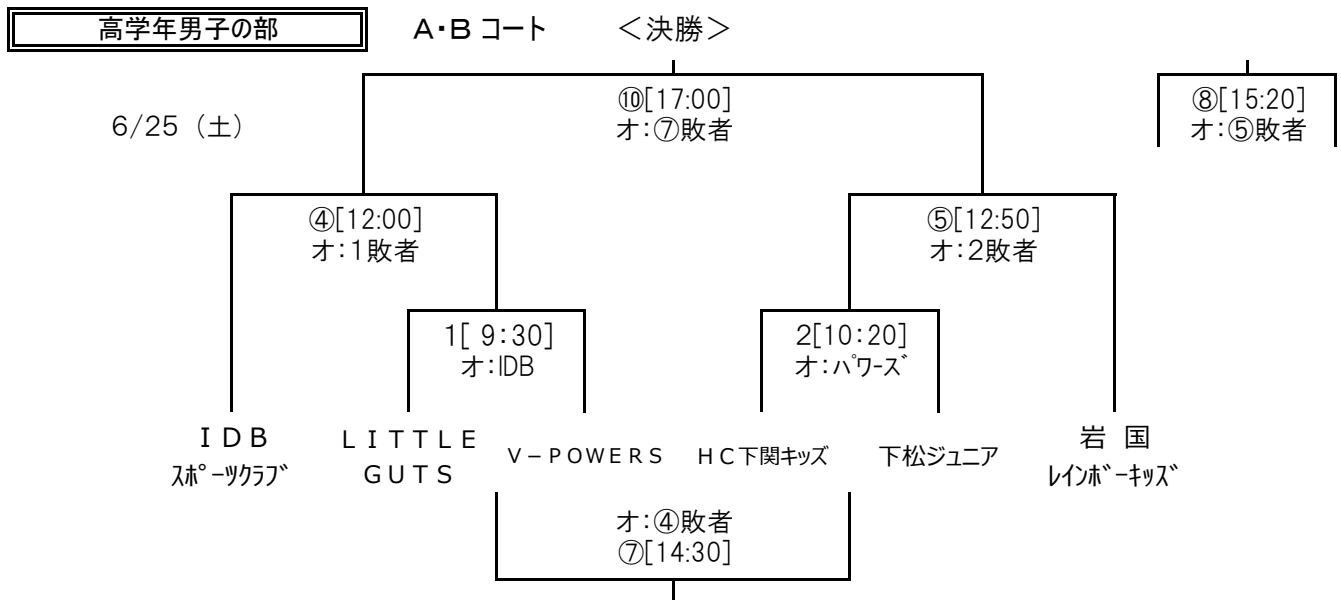 高学年男子の部 A・B コート ＜決勝＞
6/25 （土）
⑩[17:00]
オ：⑦敗者
⑧[15:20]
オ：⑤敗者
④[12:00]
オ：１敗者
⑤[12:50]
オ：２敗者
1[ 9：30]
オ：IDB
2[10：20]
オ：ﾊﾟﾜｰｽﾞ
ＩＤＢ
ｽﾎﾟｰﾂｸﾗﾌﾞ
ＬＩＴＴＬＥ
ＧＵＴＳ
Ｖ－ＰＯＷＥＲＳ
ＨＣ下関キッズ
下松ジュニア
岩 国
ﾚｲﾝﾎﾞｰｷｯｽﾞ
オ：④敗者
⑦[14:30]